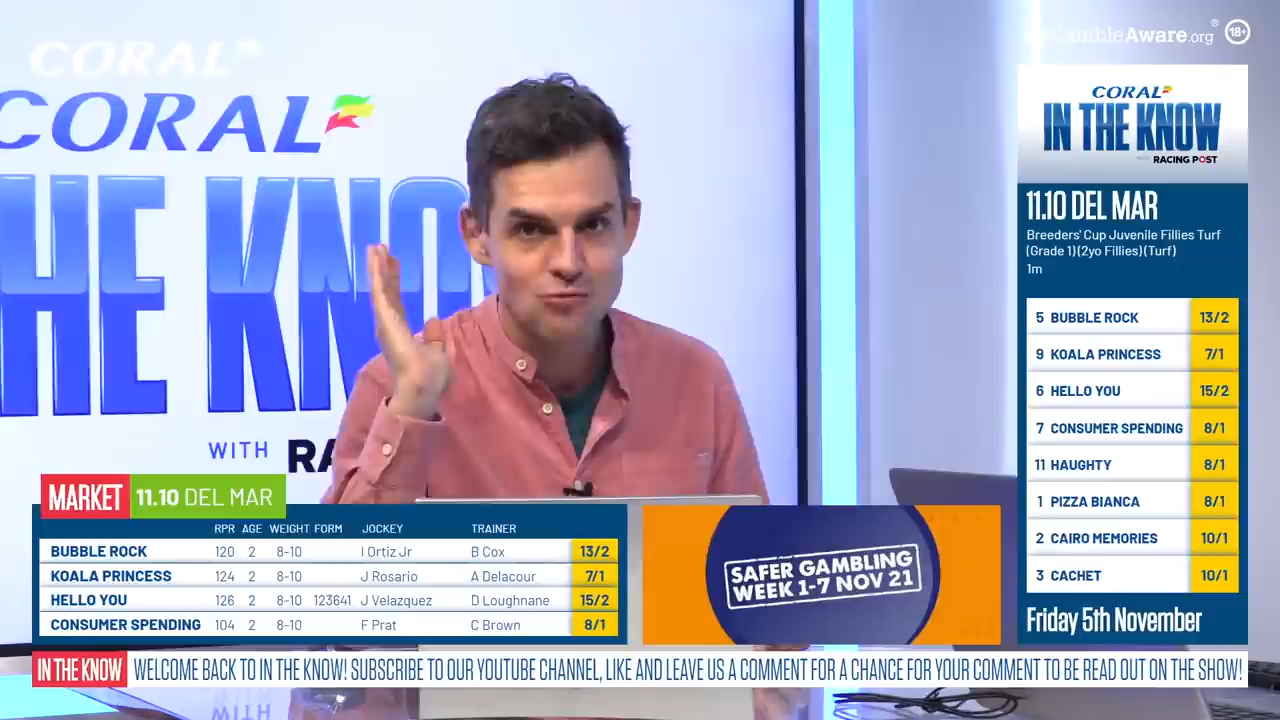 CORAL
GambleAware.org®
18+
CORAL
THE KNO
WITH RA
CORAL
IN THE KNOW
WITH RACING POST
11.10 DEL MAR
Breeders' Cup Juvenile Fillies Turf
(Grade 1)(2yo Fillies)(Turf)
1m
5 BUBBLE ROCK 13/2
9 KOALA PRINCESS 7/1
6 HELLO YOU 15/2
7 CONSUMER SPENDING 8/1
11 HAUGHTY 8/1
1 PIZZA BIANCA 8/1
2 CAIRO MEMORIES 10/1
3 CACHET 10/1
Friday 5th November
MARKET 11.10 DEL MAR
RPR AGE WEIGHT FORM JOCKEY TRAINER
BUBBLE ROCK 120 2 8-10 I Ortiz Jr B Cox 13/2
KOALA PRINCESS 124 2 8-10 J Rosario A Delacour 7/1
HELLO YOU 126 2 8-10 123641 J Velazquez D Loughnane 15/2
CONSUMER SPENDING 104 2 8-10 F Prat C Brown 8/1
SAFER GAMBLING
WEEK 1-7 NOV 21
IN THE KNOW WELCOME BACK TO IN THE KNOW! SUBSCRIBE TO OUR YOUTUBE CHANNEL, LIKE AND LEAVE US A COMMENT FOR A CHANCE FOR YOUR COMMENT TO BE READ OUT ON THE SHOW!